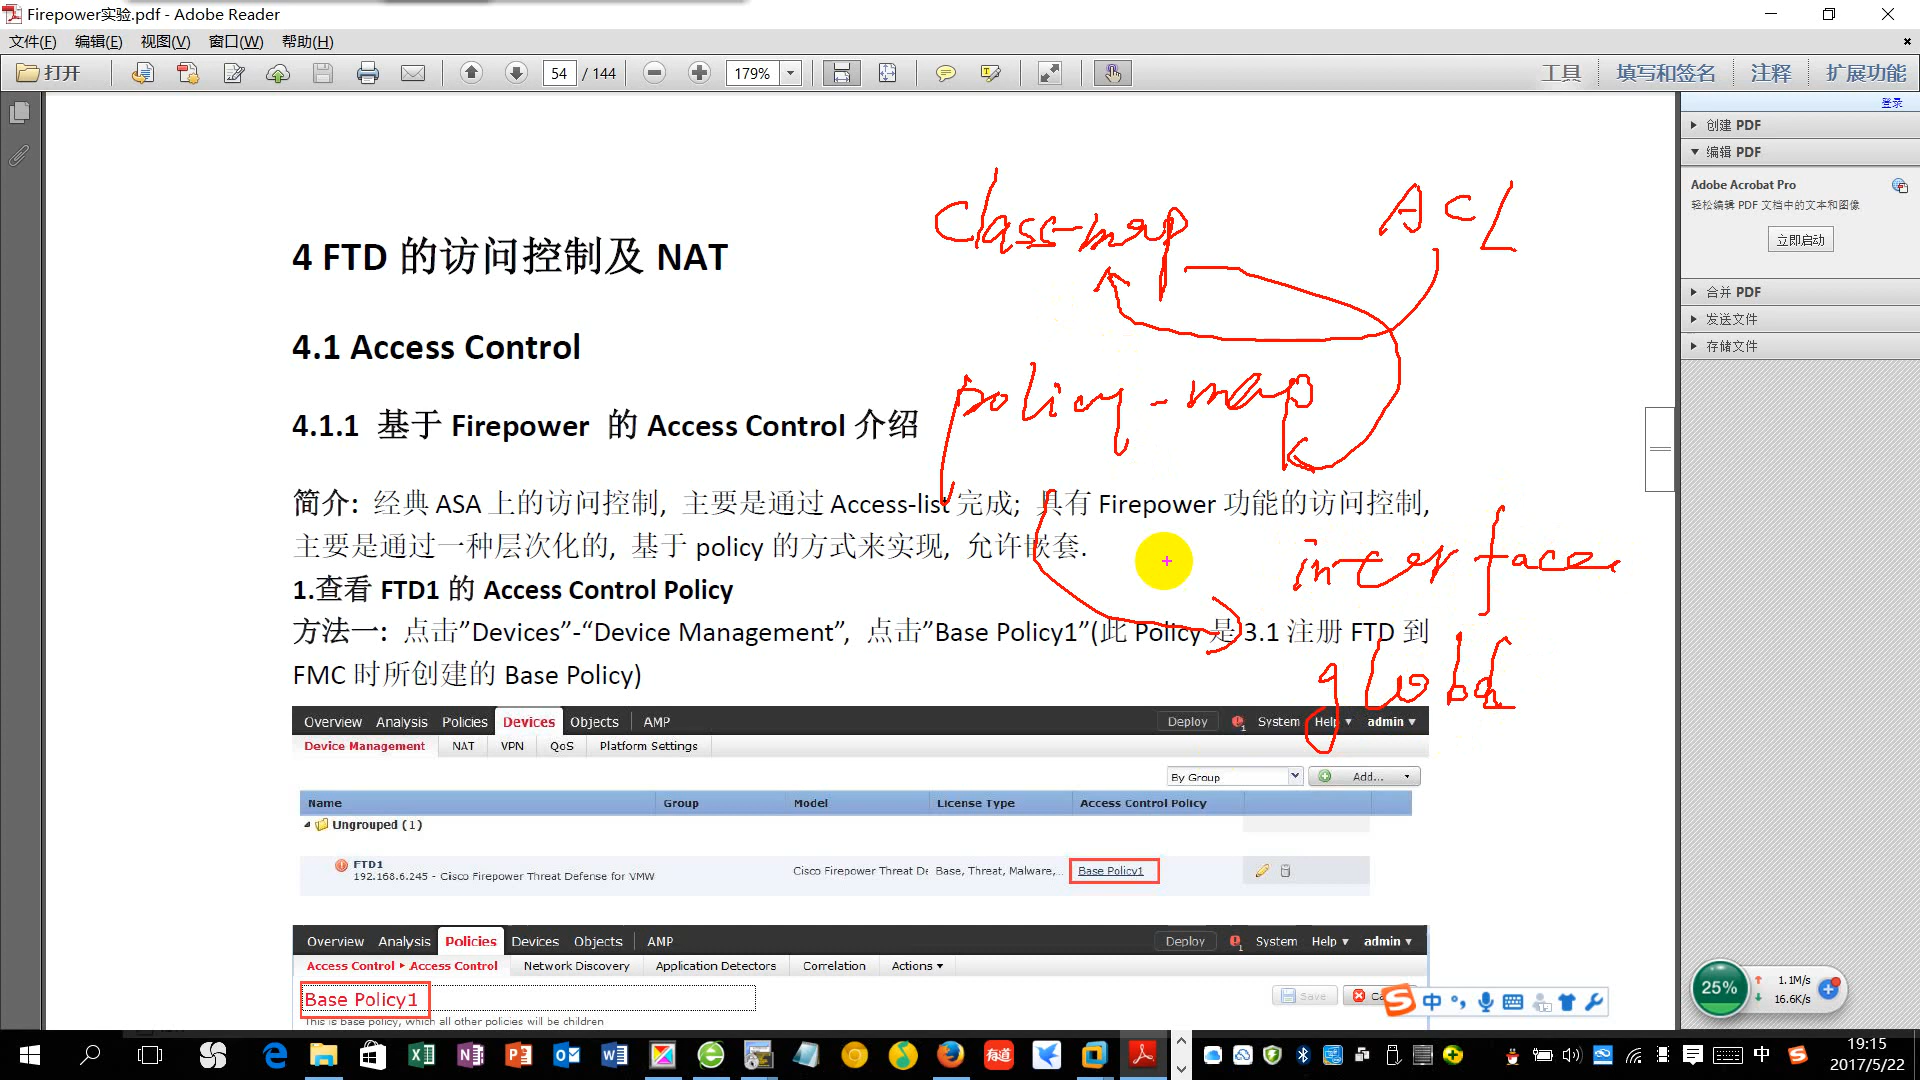 Firepower实验.pdf - Adobe Reader
文件(F) 编辑(E) 视图(V) 窗口(W) 帮助(H)
打开 54 / 144 179% 工具 填写和签名 注释 扩展功能
登录
创建 PDF
编辑 PDF
Adobe Acrobat Pro
轻松编辑 PDF 文档中的文本和图像
立即启动
合并 PDF
发送文件
存储文件
class-map ACL
policy-map
interface
global
4 FTD 的访问控制及 NAT
4.1 Access Control
4.1.1 基于 Firepower 的 Access Control 介绍
简介: 经典 ASA 上的访问控制, 主要是通过 Access-list 完成; 具有 Firepower 功能的访问控制,
主要是通过一种层次化的, 基于 policy 的方式来实现, 允许嵌套.
1.查看 FTD1 的 Access Control Policy
方法一: 点击”Devices”-“Device Management”, 点击”Base Policy1”(此 Policy 是 3.1 注册 FTD 到
FMC 时所创建的 Base Policy)
Overview Analysis Policies Devices Objects AMP Deploy 1 System Help admin
Device Management NAT VPN QoS Platform Settings
By Group Add...
Name Group Model License Type Access Control Policy
Ungrouped (1)
FTD1
192.168.6.245 - Cisco Firepower Threat Defense for VMW Cisco Firepower Threat De Base, Threat, Malware,... Base Policy1
Overview Analysis Policies Devices Objects AMP Deploy 1 System Help admin
Access Control Access Control Network Discovery Application Detectors Correlation Actions
Base Policy1 Save Ca
This is base policy, which all other policies will be children
中
25% 1.1M/s
16.6K/s
有道 中 19:15
2017/5/22